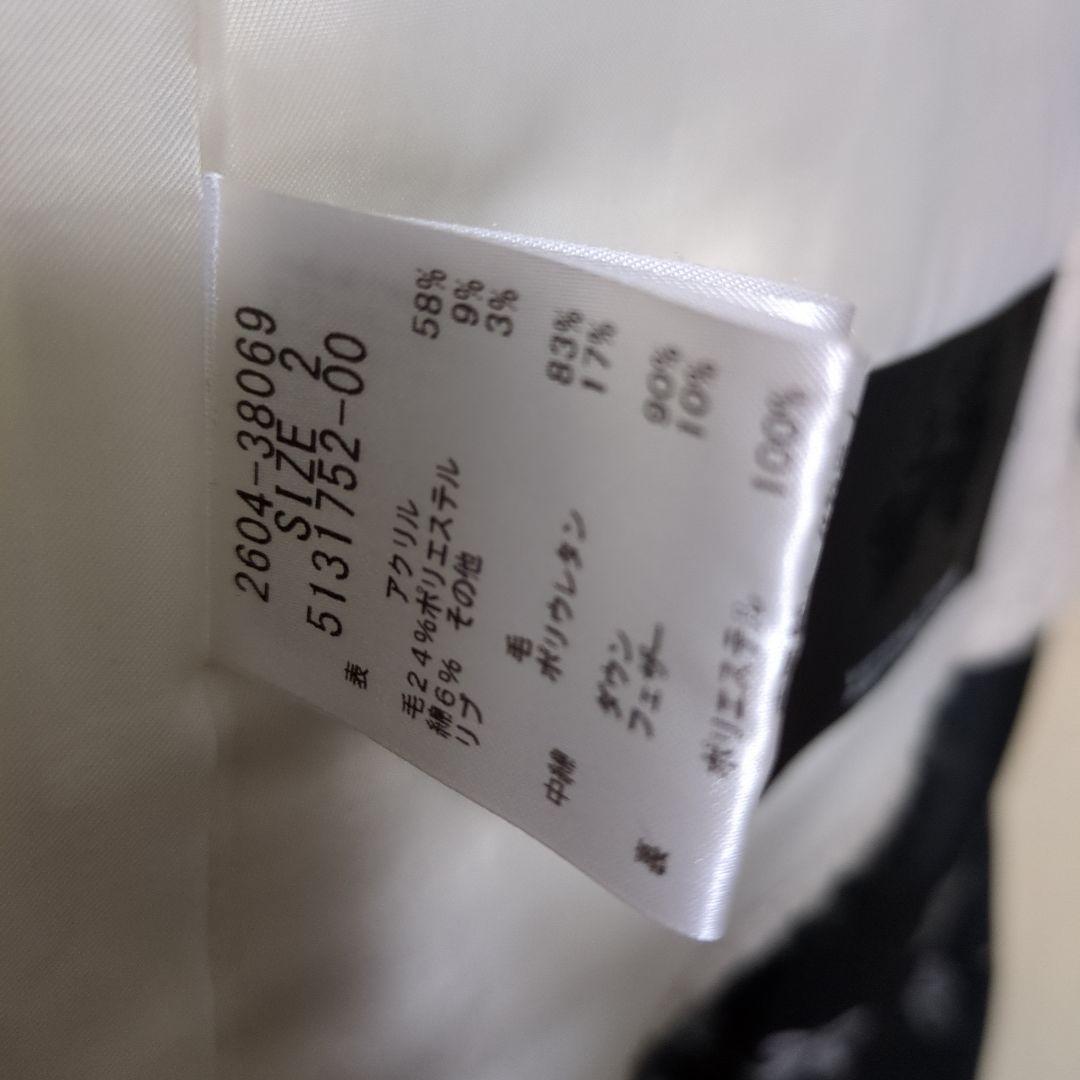 2604-38069
SIZE 2
5131752-00
表
アクリル 58%
毛24%ポリエステル 9%
綿6% その他 3%
リブ
毛 83%
ポリウレタン 17%
中綿
ダウン 90%
フェザー 10%
裏
ポリエステル 100%